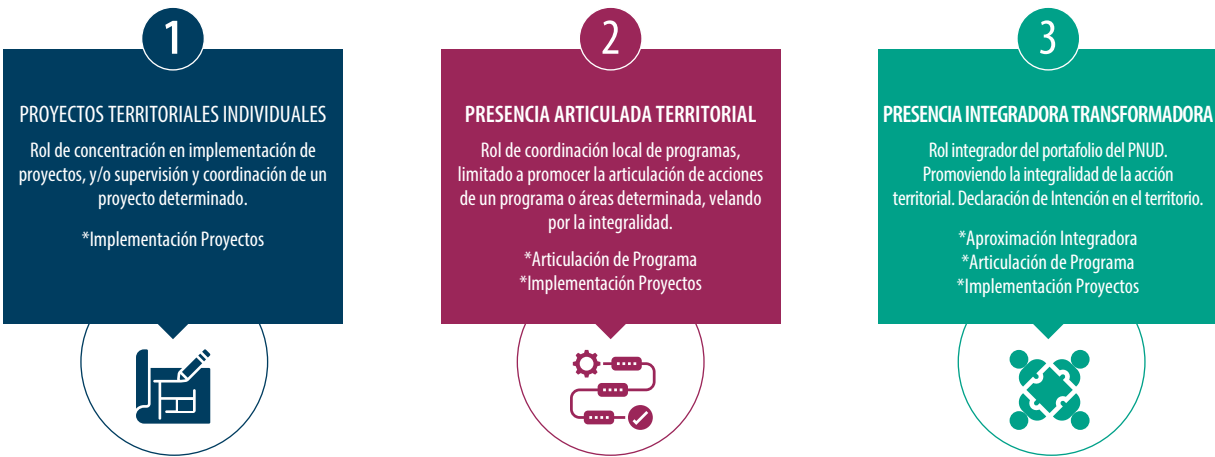 1
PROYECTOS TERRITORIALES INDIVIDUALES
Rol de concentración en implementación de
proyectos, y/o supervisión y coordinación de un
proyecto determinado.
*Implementación Proyectos
2
PRESENCIA ARTICULADA TERRITORIAL
Rol de coordinación local de programas,
limitado a promocer la articulación de acciones
de un programa o áreas determinada, velando
por la integralidad.
*Articulación de Programa
*Implementación Proyectos
3
PRESENCIA INTEGRADORA TRANSFORMADORA
Rol integrador del portafolio del PNUD.
Promoviendo la integralidad de la acción
territorial. Declaración de Intención en el territorio.
*Aproximación Integradora
*Articulación de Programa
*Implementación Proyectos